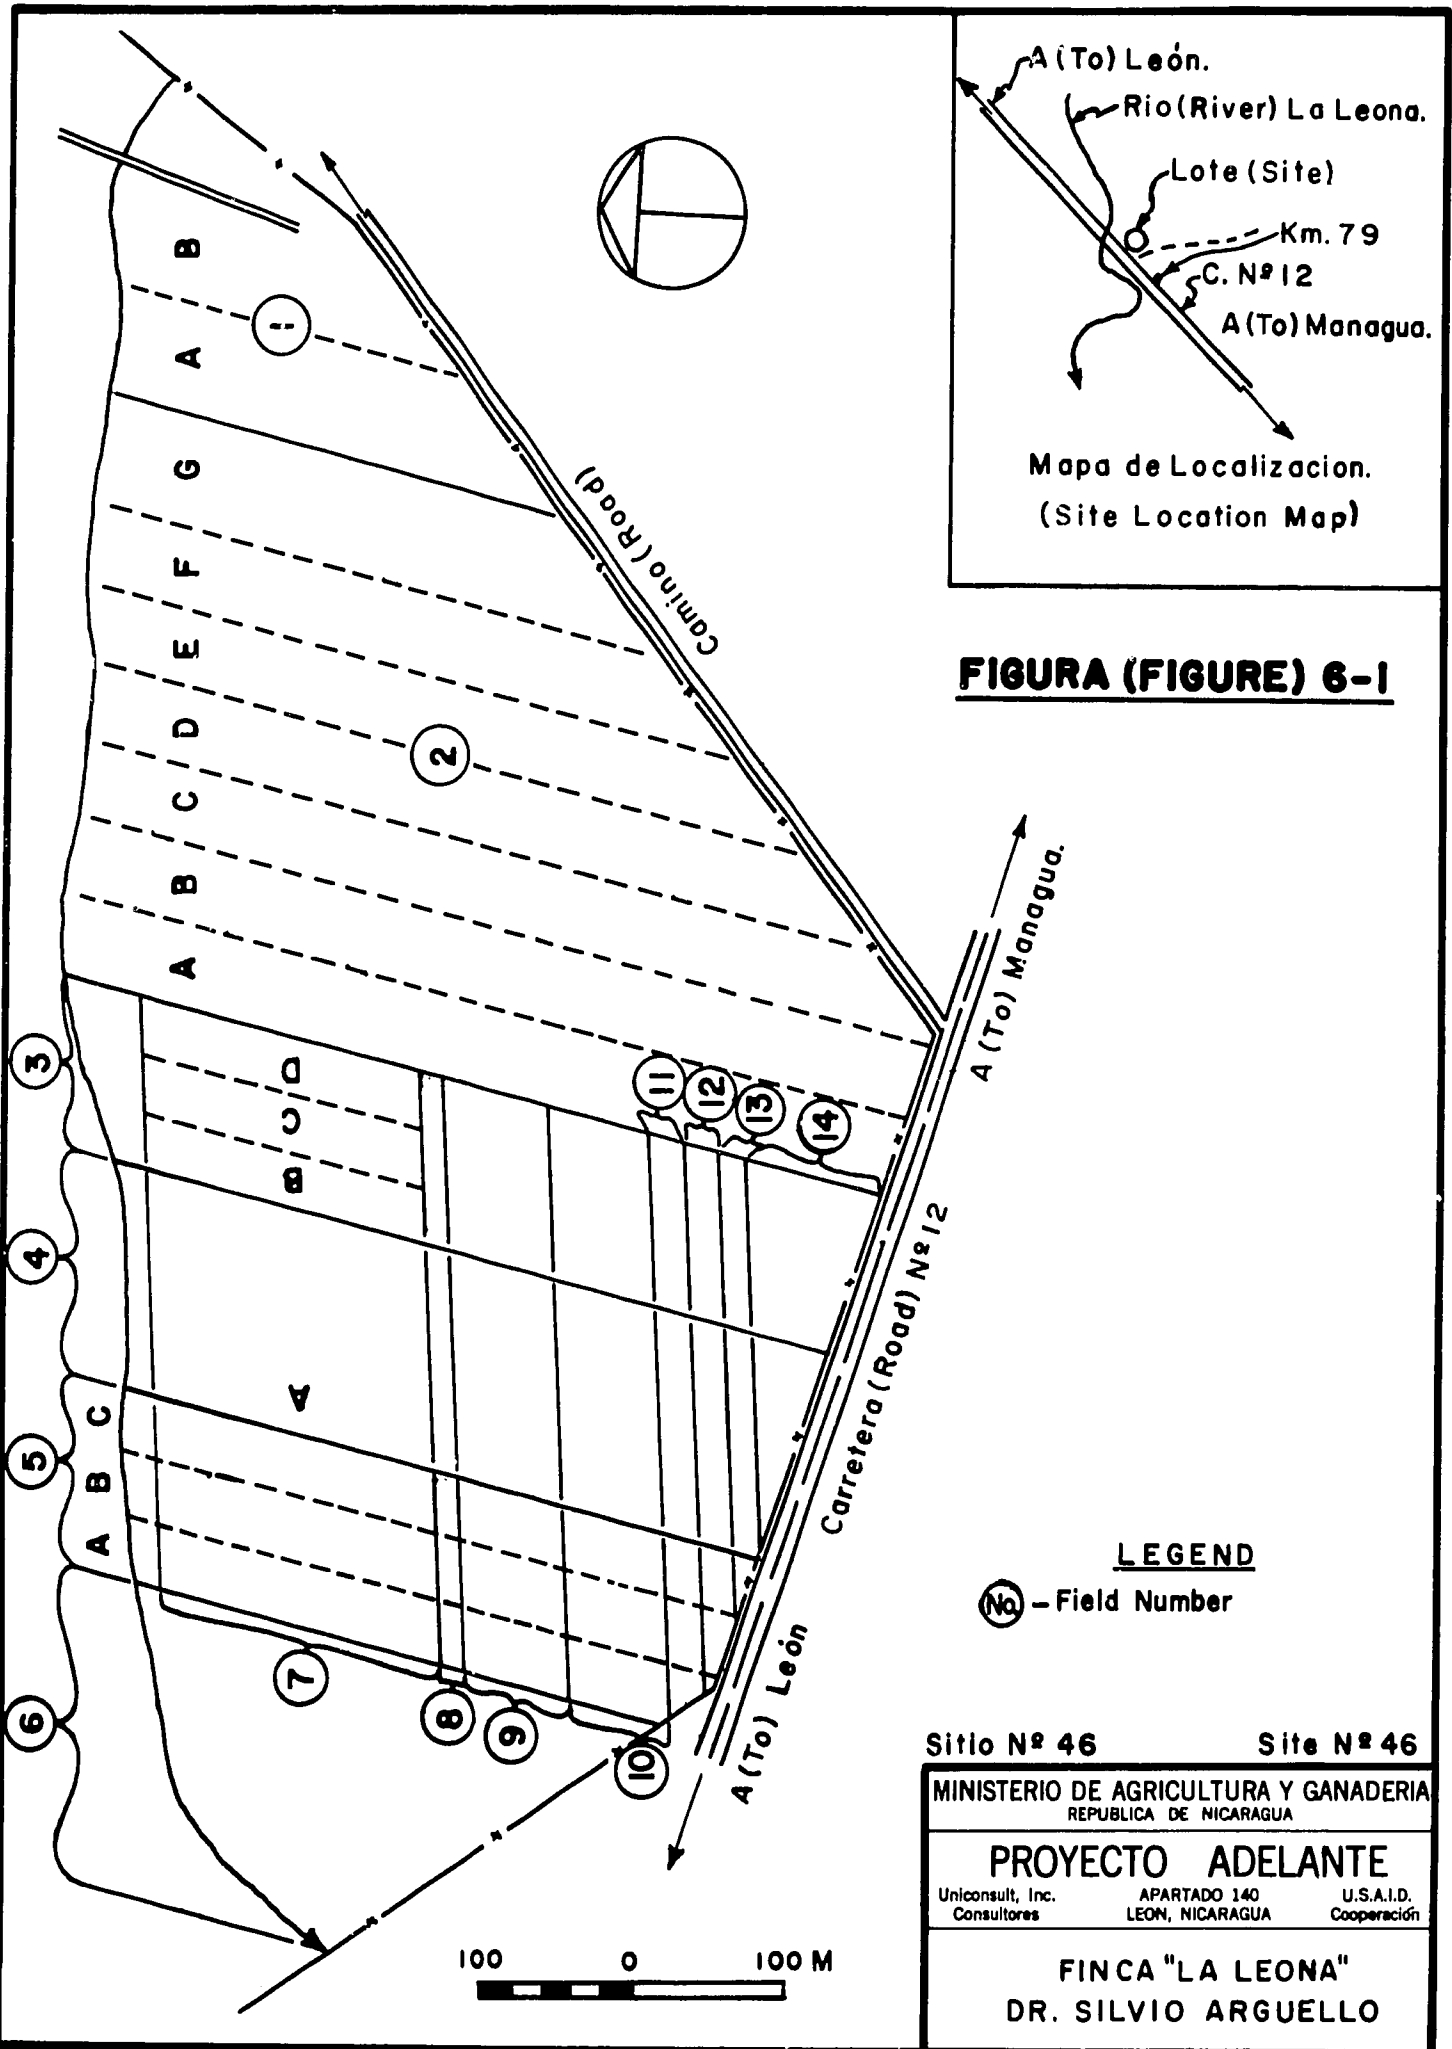 A (To) León.
Rio (River) La Leona.
Lote (Site)
Km. 79
C. Nº 12
A (To) Managua.
Mapa de Localizacion.
(Site Location Map)
FIGURA (FIGURE) 6-1
B
1
A
G
F
E
D
2
C
B
A
Camino (Road)
3
D
C
B
11
12
13
14
A (To) Managua.
4
A
Carretera (Road) Nº 12
5
C
B
A
6
7
8
9
10
A (To) León
LEGEND
No - Field Number
100 0 100 M
Sitio Nº 46 Site Nº 46
MINISTERIO DE AGRICULTURA Y GANADERIA
REPUBLICA DE NICARAGUA
PROYECTO ADELANTE
Uniconsult, Inc. APARTADO 140 U.S.A.I.D.
Consultores LEON, NICARAGUA Cooperación
FINCA "LA LEONA"
DR. SILVIO ARGUELLO